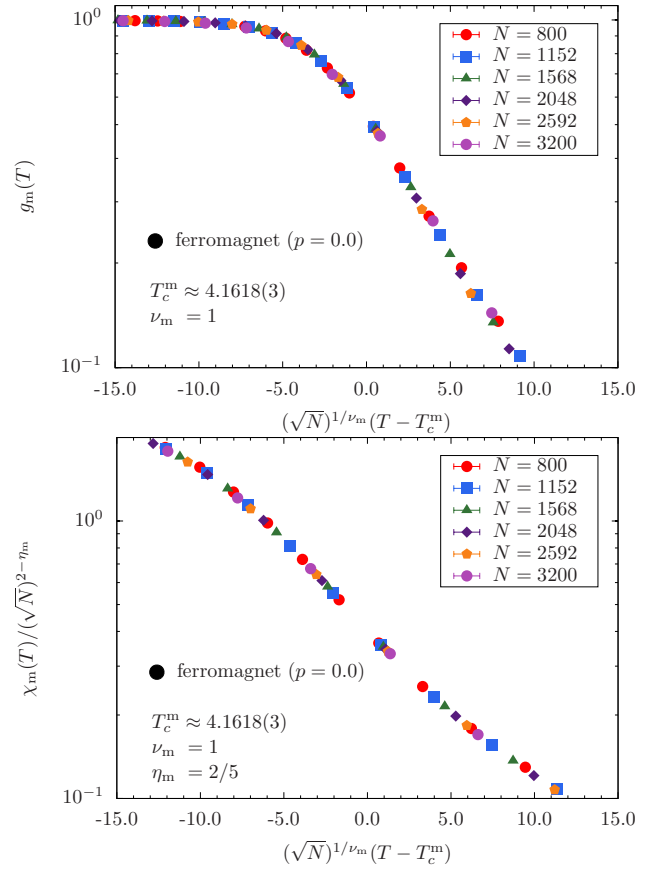 10^0
10^{-1}
g_m(T)
N = 800
N = 1152
N = 1568
N = 2048
N = 2592
N = 3200
ferromagnet (p = 0.0)
T_c^m ≈ 4.1618(3)
ν_m = 1
-15.0 -10.0 -5.0 0.0 5.0 10.0 15.0
(√N)^{1/ν_m}(T − T_c^m)
10^0
10^{-1}
χ_m(T)/(√N)^{2−η_m}
N = 800
N = 1152
N = 1568
N = 2048
N = 2592
N = 3200
ferromagnet (p = 0.0)
T_c^m ≈ 4.1618(3)
ν_m = 1
η_m = 2/5
-15.0 -10.0 -5.0 0.0 5.0 10.0 15.0
(√N)^{1/ν_m}(T − T_c^m)